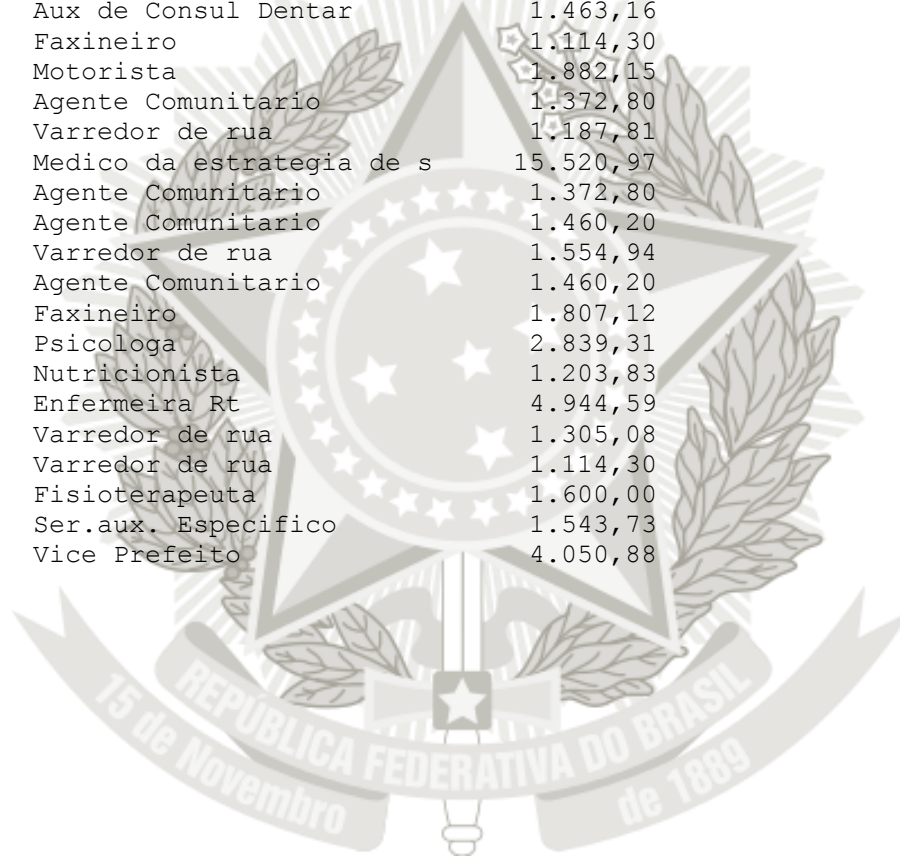 Aux de Consul Dentar 1.463,16
Faxineiro 1.114,30
Motorista 1.882,15
Agente Comunitario 1.372,80
Varredor de rua 1.187,81
Medico da estrategia de s 15.520,97
Agente Comunitario 1.372,80
Agente Comunitario 1.460,20
Varredor de rua 1.554,94
Agente Comunitario 1.460,20
Faxineiro 1.807,12
Psicologa 2.839,31
Nutricionista 1.203,83
Enfermeira Rt 4.944,59
Varredor de rua 1.305,08
Varredor de rua 1.114,30
Fisioterapeuta 1.600,00
Ser.aux. Especifico 1.543,73
Vice Prefeito 4.050,88
REPÚBLICA FEDERATIVA DO BRASIL
15 de Novembro de 1889